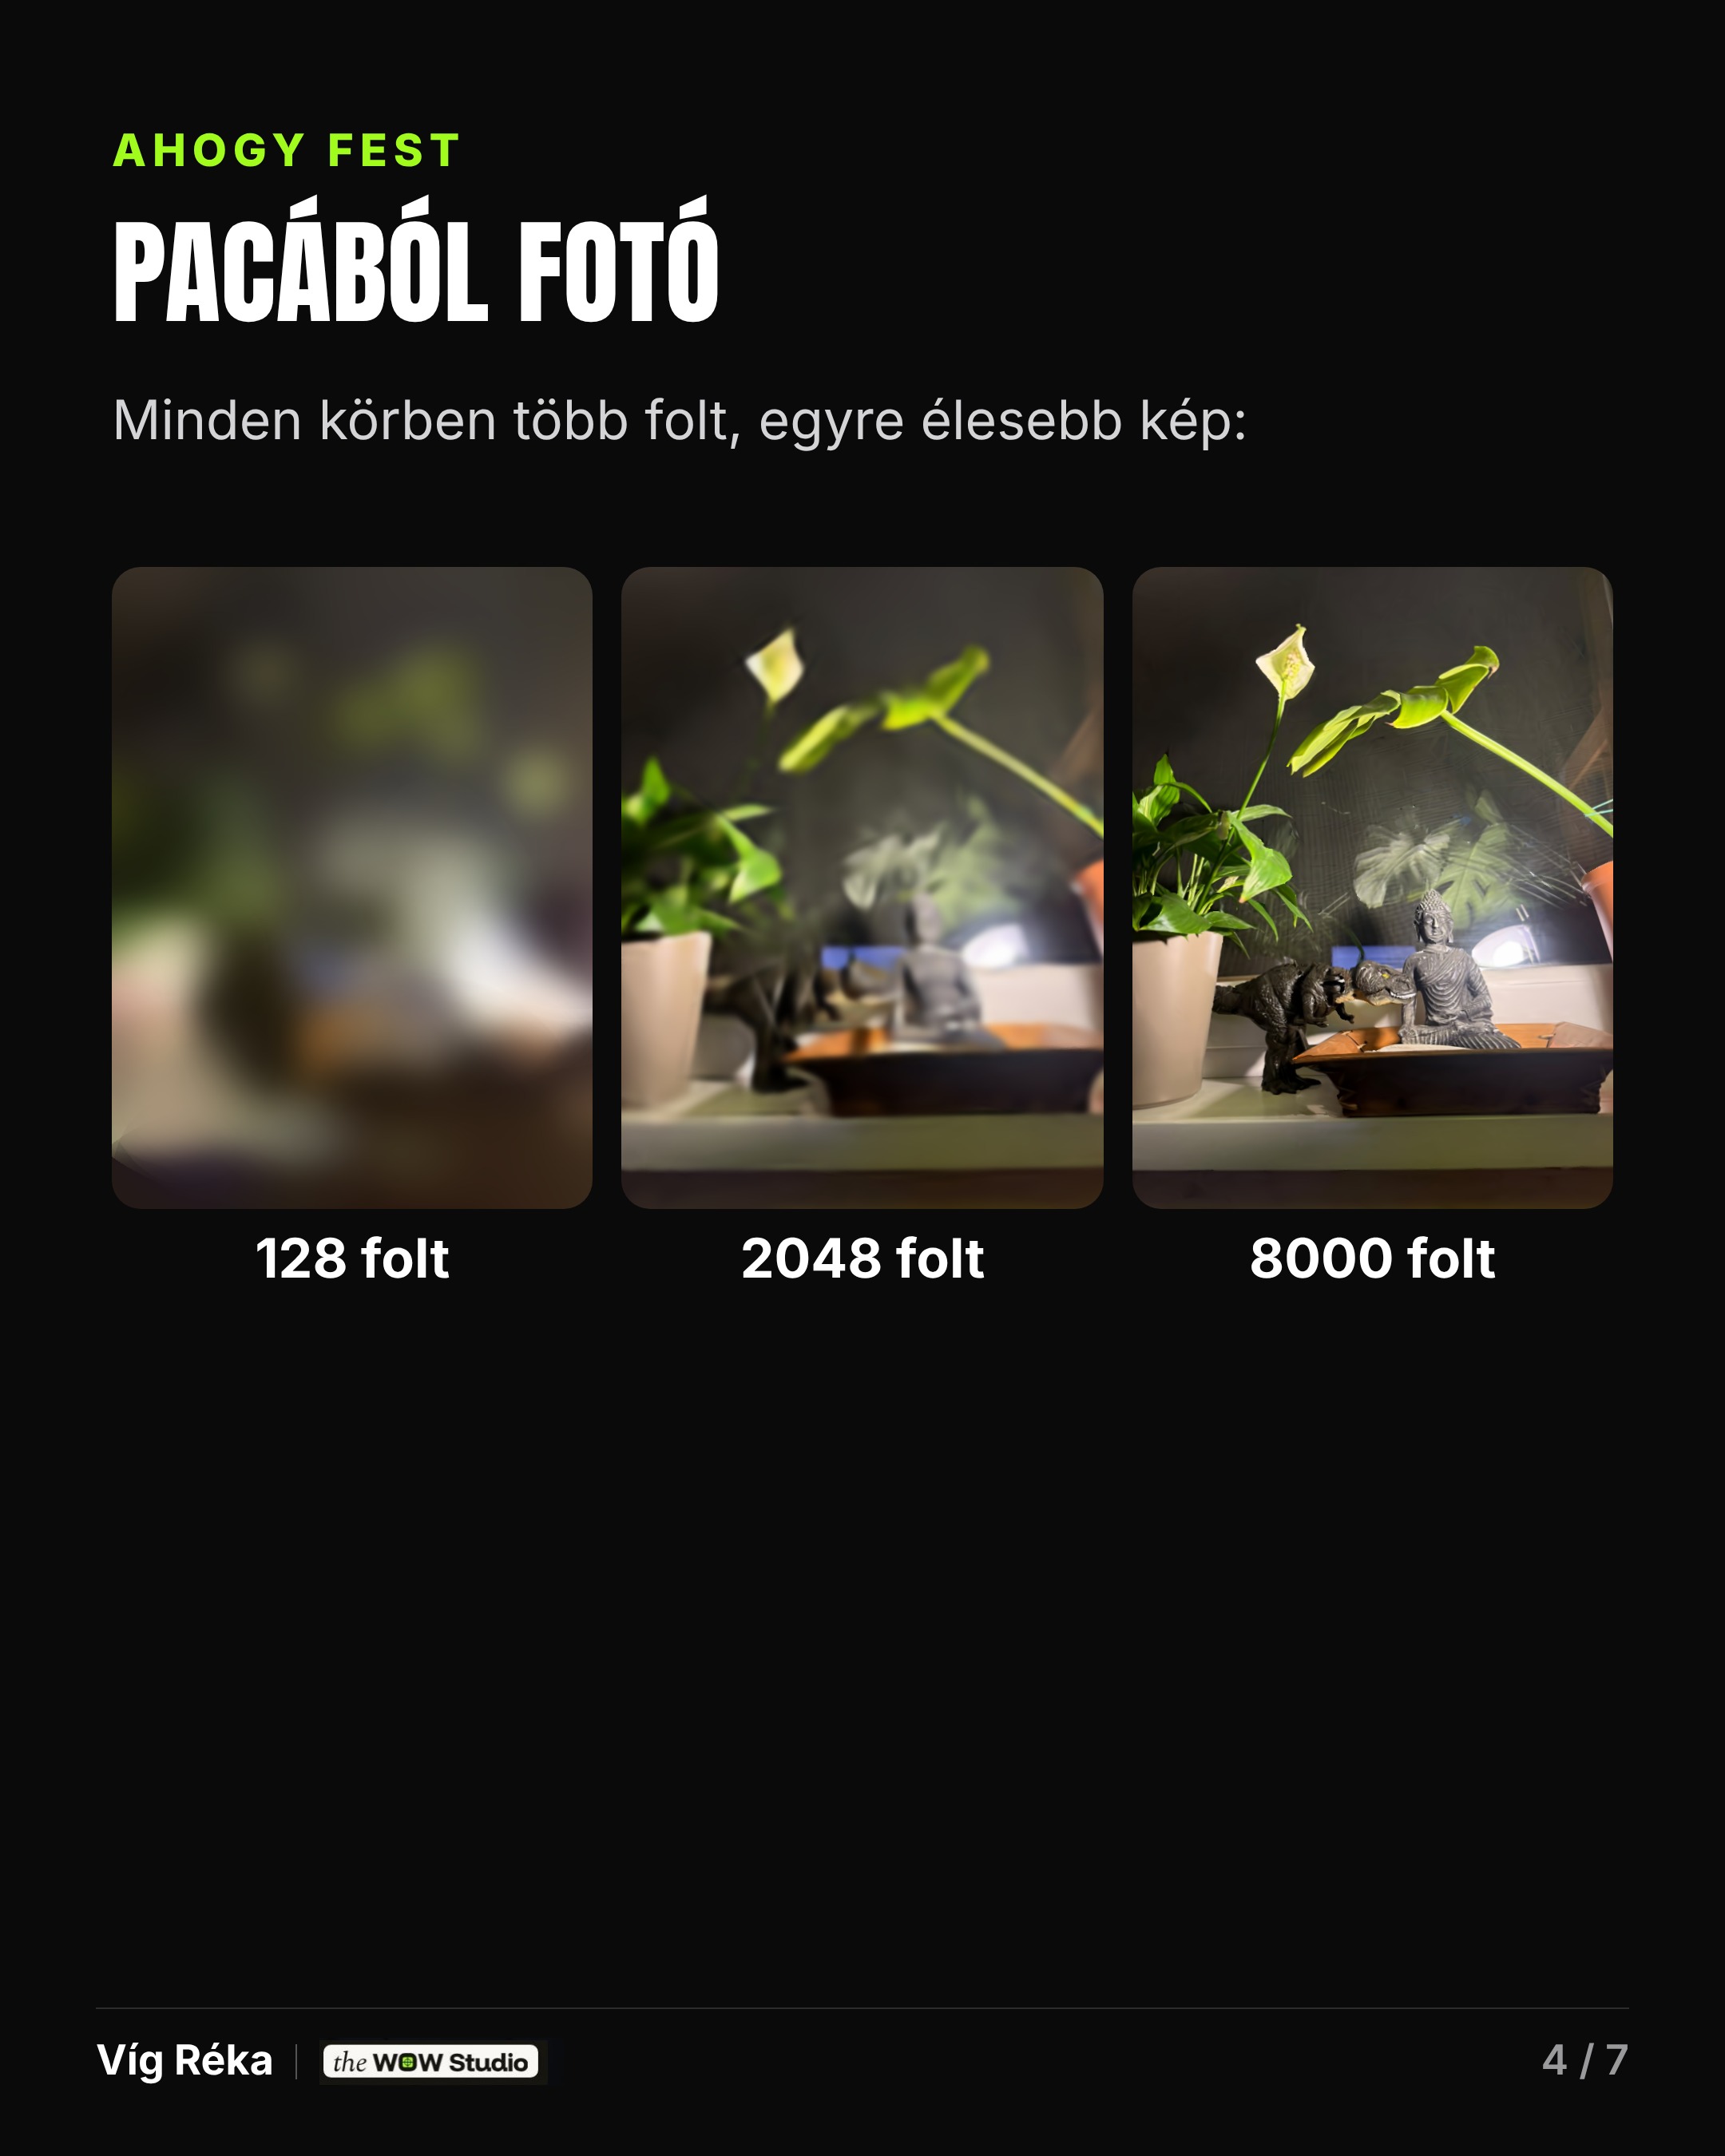 AHOGY FEST
PACÁBÓL FOTÓ
Minden körben több folt, egyre élesebb kép:
128 folt
2048 folt
8000 folt
Víg Réka
the WOW Studio
4 / 7